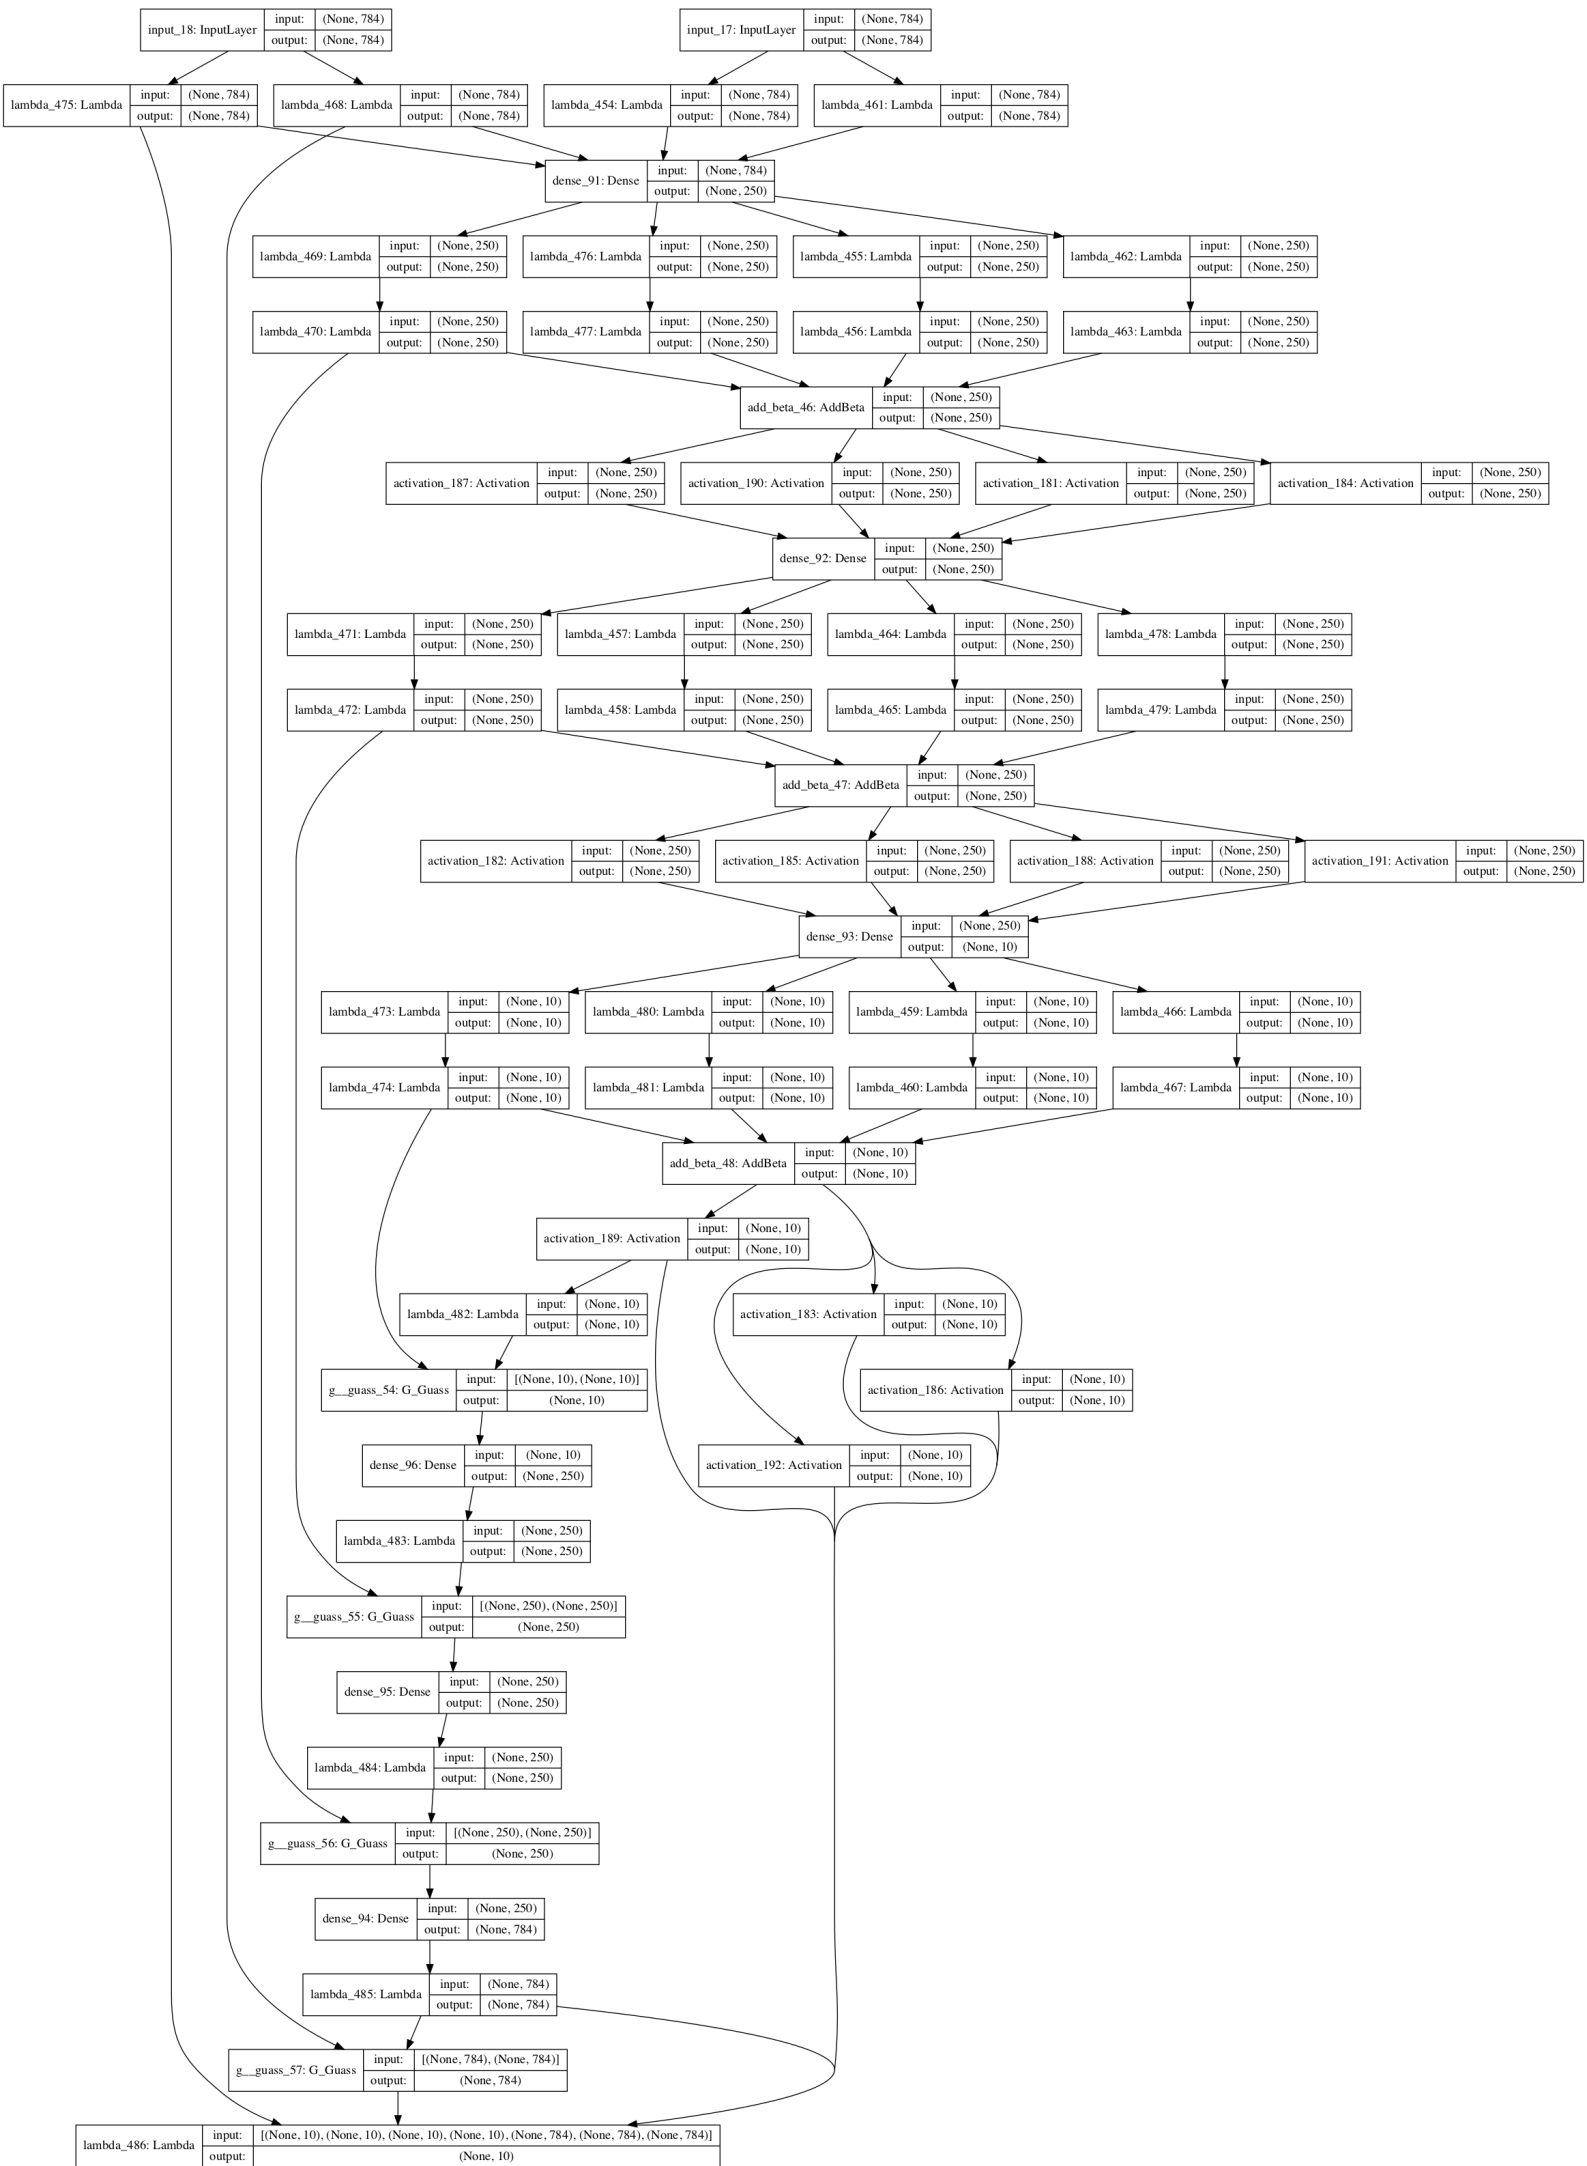 input_18: InputLayer input: (None, 784) output: (None, 784)
input_17: InputLayer input: (None, 784) output: (None, 784)
lambda_475: Lambda input: (None, 784) output: (None, 784)
lambda_468: Lambda input: (None, 784) output: (None, 784)
lambda_454: Lambda input: (None, 784) output: (None, 784)
lambda_461: Lambda input: (None, 784) output: (None, 784)
dense_91: Dense input: (None, 784) output: (None, 250)
lambda_469: Lambda input: (None, 250) output: (None, 250)
lambda_476: Lambda input: (None, 250) output: (None, 250)
lambda_455: Lambda input: (None, 250) output: (None, 250)
lambda_462: Lambda input: (None, 250) output: (None, 250)
lambda_470: Lambda input: (None, 250) output: (None, 250)
lambda_477: Lambda input: (None, 250) output: (None, 250)
lambda_456: Lambda input: (None, 250) output: (None, 250)
lambda_463: Lambda input: (None, 250) output: (None, 250)
add_beta_46: AddBeta input: (None, 250) output: (None, 250)
activation_187: Activation input: (None, 250) output: (None, 250)
activation_190: Activation input: (None, 250) output: (None, 250)
activation_181: Activation input: (None, 250) output: (None, 250)
activation_184: Activation input: (None, 250) output: (None, 250)
dense_92: Dense input: (None, 250) output: (None, 250)
lambda_471: Lambda input: (None, 250) output: (None, 250)
lambda_457: Lambda input: (None, 250) output: (None, 250)
lambda_464: Lambda input: (None, 250) output: (None, 250)
lambda_478: Lambda input: (None, 250) output: (None, 250)
lambda_472: Lambda input: (None, 250) output: (None, 250)
lambda_458: Lambda input: (None, 250) output: (None, 250)
lambda_465: Lambda input: (None, 250) output: (None, 250)
lambda_479: Lambda input: (None, 250) output: (None, 250)
add_beta_47: AddBeta input: (None, 250) output: (None, 250)
activation_182: Activation input: (None, 250) output: (None, 250)
activation_185: Activation input: (None, 250) output: (None, 250)
activation_188: Activation input: (None, 250) output: (None, 250)
activation_191: Activation input: (None, 250) output: (None, 250)
dense_93: Dense input: (None, 250) output: (None, 10)
lambda_473: Lambda input: (None, 10) output: (None, 10)
lambda_480: Lambda input: (None, 10) output: (None, 10)
lambda_459: Lambda input: (None, 10) output: (None, 10)
lambda_466: Lambda input: (None, 10) output: (None, 10)
lambda_474: Lambda input: (None, 10) output: (None, 10)
lambda_481: Lambda input: (None, 10) output: (None, 10)
lambda_460: Lambda input: (None, 10) output: (None, 10)
lambda_467: Lambda input: (None, 10) output: (None, 10)
add_beta_48: AddBeta input: (None, 10) output: (None, 10)
activation_189: Activation input: (None, 10) output: (None, 10)
lambda_482: Lambda input: (None, 10) output: (None, 10)
activation_183: Activation input: (None, 10) output: (None, 10)
g__guass_54: G_Guass input: [(None, 10), (None, 10)] output: (None, 10)
activation_186: Activation input: (None, 10) output: (None, 10)
dense_96: Dense input: (None, 10) output: (None, 250)
activation_192: Activation input: (None, 10) output: (None, 10)
lambda_483: Lambda input: (None, 250) output: (None, 250)
g__guass_55: G_Guass input: [(None, 250), (None, 250)] output: (None, 250)
dense_95: Dense input: (None, 250) output: (None, 250)
lambda_484: Lambda input: (None, 250) output: (None, 250)
g__guass_56: G_Guass input: [(None, 250), (None, 250)] output: (None, 250)
dense_94: Dense input: (None, 250) output: (None, 784)
lambda_485: Lambda input: (None, 784) output: (None, 784)
g__guass_57: G_Guass input: [(None, 784), (None, 784)] output: (None, 784)
lambda_486: Lambda input: [(None, 10), (None, 10), (None, 10), (None, 10), (None, 784), (None, 784), (None, 784)] output: (None, 10)